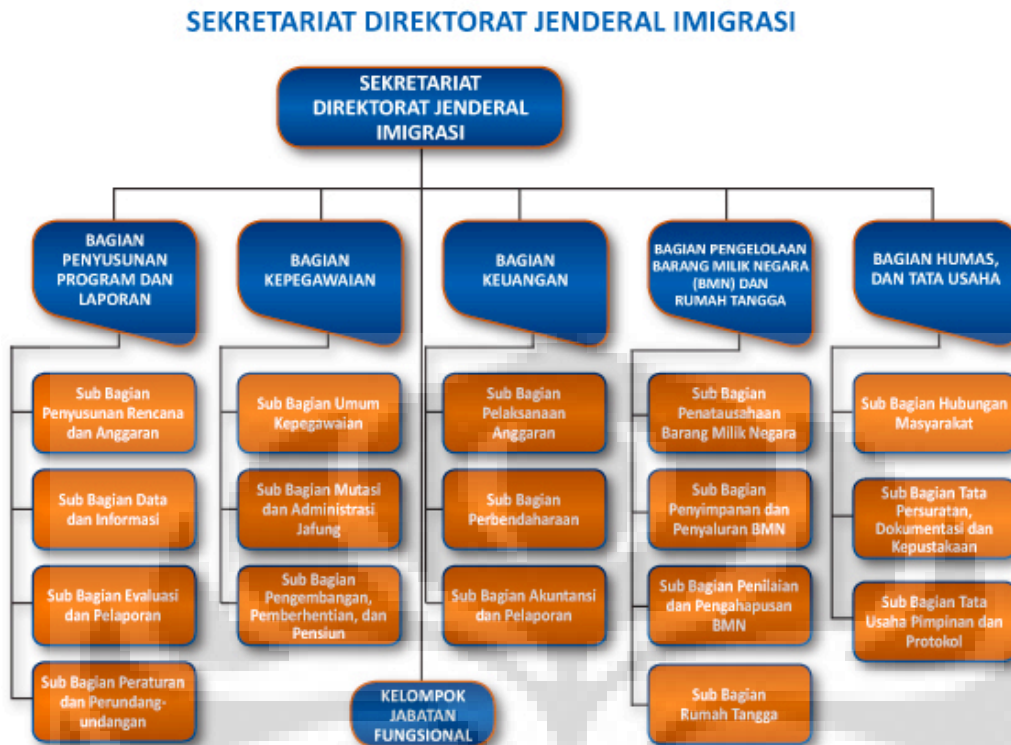 SEKRETARIAT DIREKTORAT JENDERAL IMIGRASI
SEKRETARIAT
DIREKTORAT JENDERAL
IMIGRASI
BAGIAN
PENYUSUNAN
PROGRAM DAN
LAPORAN
Sub Bagian
Penyusunan Rencana
dan Anggaran
Sub Bagian Data
dan Informasi
Sub Bagian Evaluasi
dan Pelaporan
Sub Bagian Peraturan
dan Perundang-
undangan
BAGIAN
KEPEGAWAIAN
Sub Bagian Umum
Kepegawaian
Sub Bagian Mutasi
dan Administrasi
Jafung
Sub Bagian
Pengembangan,
Pemberhentian, dan
Pensiun
BAGIAN
KEUANGAN
Sub Bagian
Pelaksanaan
Anggaran
Sub Bagian
Perbendaharaan
Sub Bagian Akuntansi
dan Pelaporan
BAGIAN PENGELOLAAN
BARANG MILIK NEGARA
(BMN) DAN
RUMAH TANGGA
Sub Bagian
Penatausahaan
Barang Milik Negara
Sub Bagian
Penyimpanan dan
Penyaluran BMN
Sub Bagian Penilaian
dan Pengahapusan
BMN
Sub Bagian
Rumah Tangga
BAGIAN HUMAS,
DAN TATA USAHA
Sub Bagian Hubungan
Masyarakat
Sub Bagian Tata
Persuratan,
Dokumentasi dan
Kepustakaan
Sub Bagian Tata
Usaha Pimpinan dan
Protokol
KELOMPOK
JABATAN
FUNGSIONAL